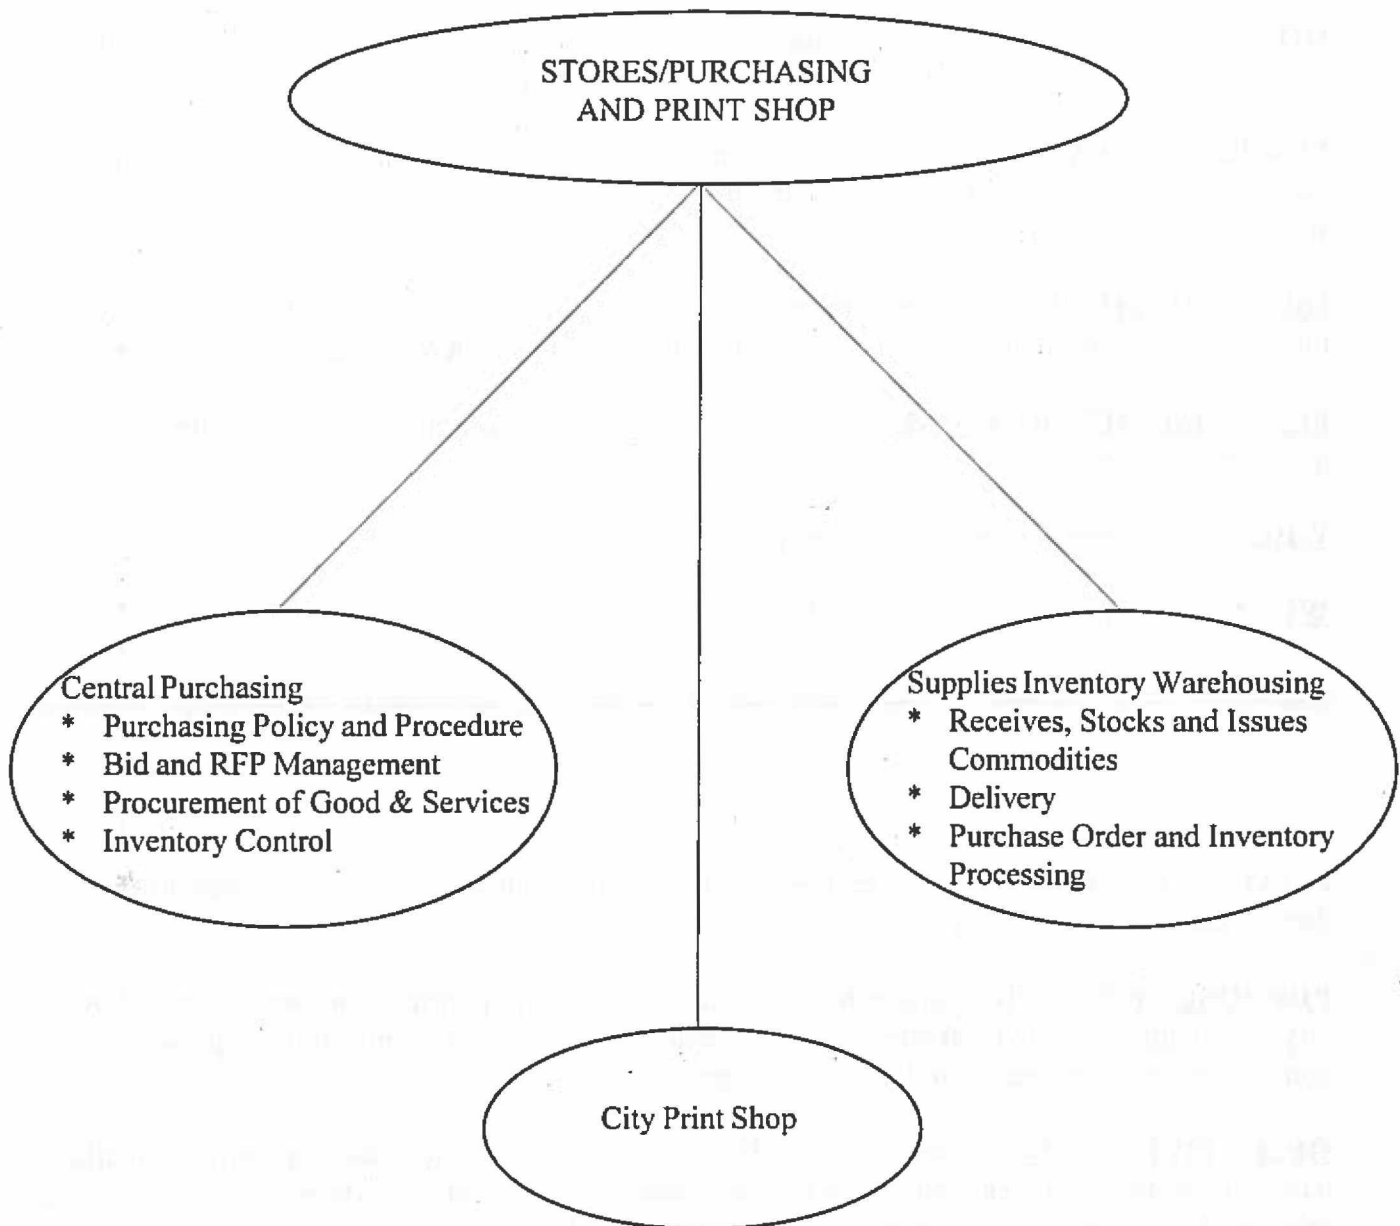 STORES/PURCHASING
AND PRINT SHOP
Central Purchasing
* Purchasing Policy and Procedure
* Bid and RFP Management
* Procurement of Good & Services
* Inventory Control
Supplies Inventory Warehousing
* Receives, Stocks and Issues
Commodities
* Delivery
* Purchase Order and Inventory
Processing
City Print Shop